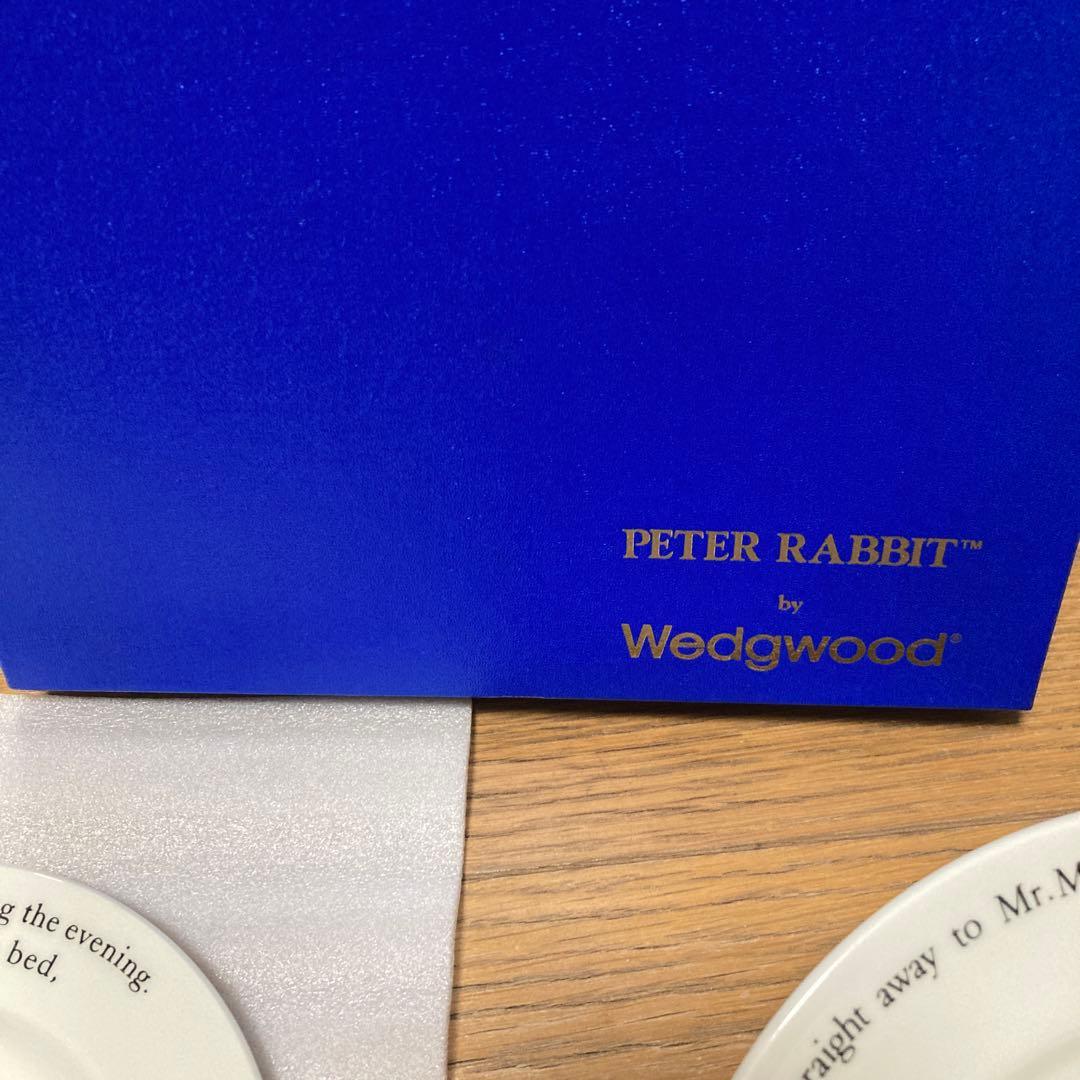 PETER RABBIT™
by
Wedgwood®
g the evening.
bed,
raight away to Mr. M